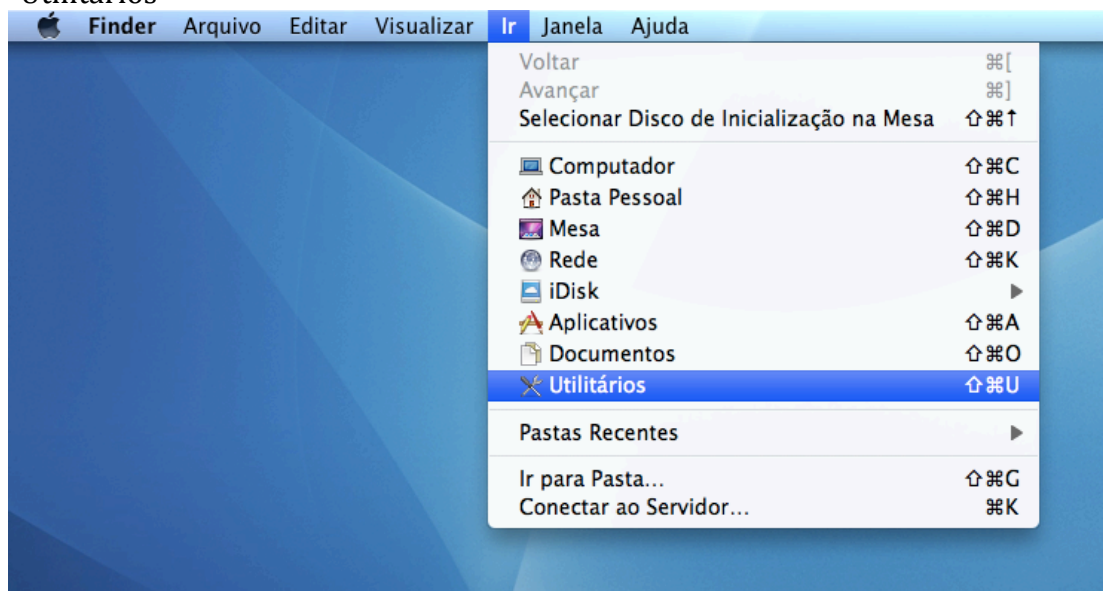 Utilitários
Finder Arquivo Editar Visualizar Ir Janela Ajuda
Voltar ⌘[
Avançar ⌘]
Selecionar Disco de Inicialização na Mesa ⇧⌘↑
Computador ⇧⌘C
Pasta Pessoal ⇧⌘H
Mesa ⇧⌘D
Rede ⇧⌘K
iDisk ▶
Aplicativos ⇧⌘A
Documentos ⇧⌘O
Utilitários ⇧⌘U
Pastas Recentes ▶
Ir para Pasta... ⇧⌘G
Conectar ao Servidor... ⌘K